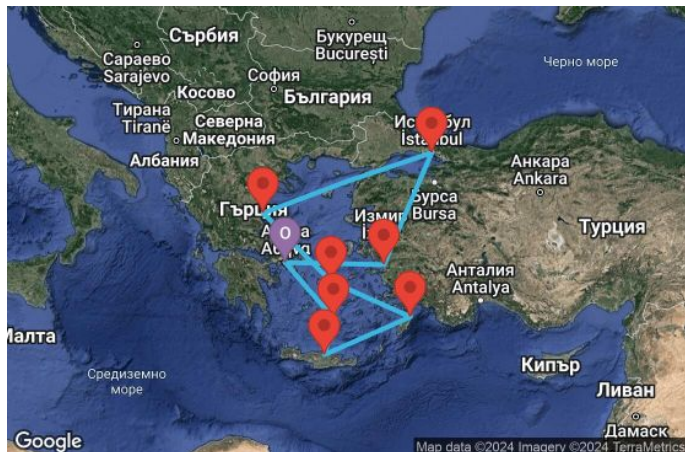 Букурещ
București
Сърбия
Сараево
Sarajevo
Черно море
София
Косово
България
Тирана
Tiranë
Северна
Македония
İstanbul
Албания
Анкара
Ankara
Бурса
Bursa
Гърция
Измир
O
Турция
Анталия
Antalya
Малта
Средиземно
море
Кипър
Ливан
Дамаск
Google
Map data ©2024 Imagery ©2024 TerraMetrics